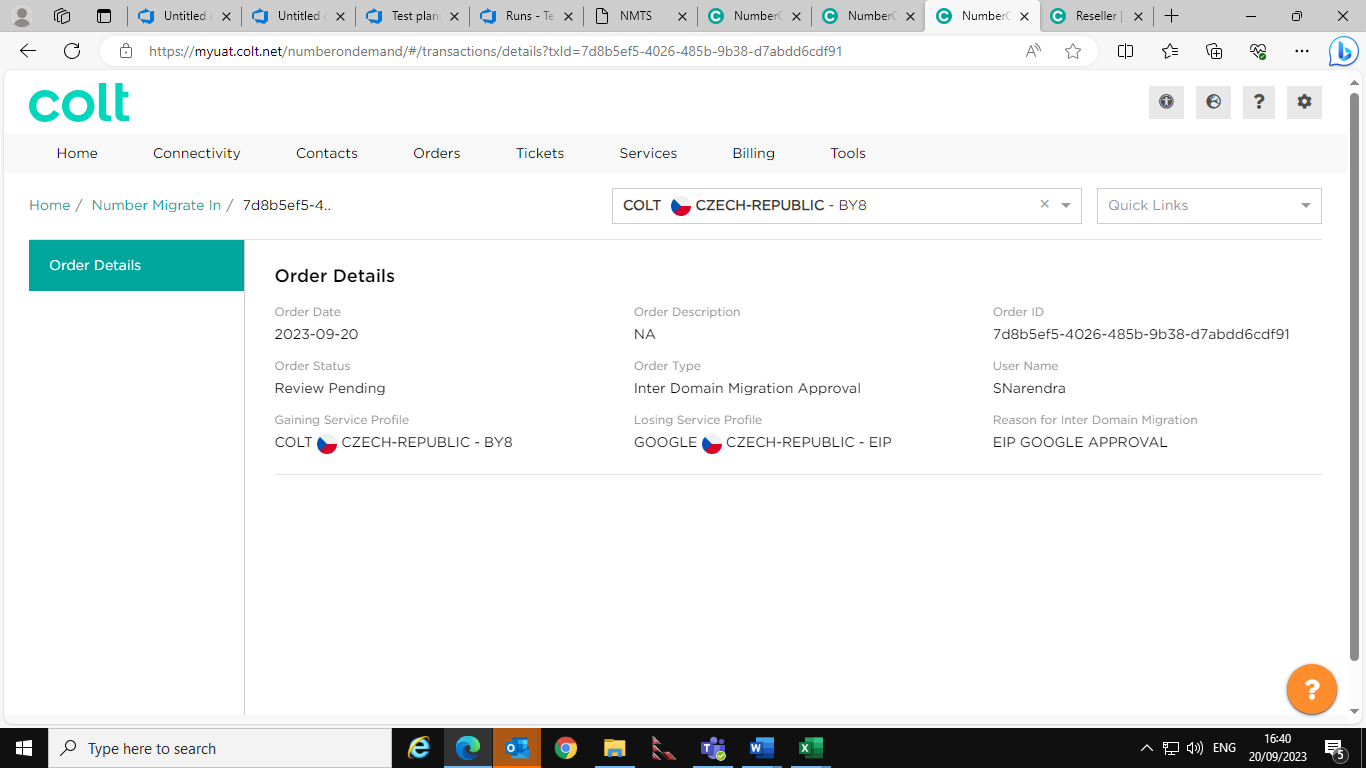 Untitled
Untitled
Test plan
Runs - Te
NMTS
Number
Number
Number
Reseller |
https://myuat.colt.net/numberondemand/#/transactions/details?txId=7d8b5ef5-4026-485b-9b38-d7abdd6cdf91
colt
Home Connectivity Contacts Orders Tickets Services Billing Tools
Home / Number Migrate In / 7d8b5ef5-4..
COLT CZECH-REPUBLIC - BY8
Quick Links
Order Details
Order Details
Order Date Order Description Order ID
2023-09-20 NA 7d8b5ef5-4026-485b-9b38-d7abdd6cdf91
Order Status Order Type User Name
Review Pending Inter Domain Migration Approval SNarendra
Gaining Service Profile Losing Service Profile Reason for Inter Domain Migration
COLT CZECH-REPUBLIC - BY8 GOOGLE CZECH-REPUBLIC - EIP EIP GOOGLE APPROVAL
?
Type here to search
ENG
16:40
20/09/2023
5